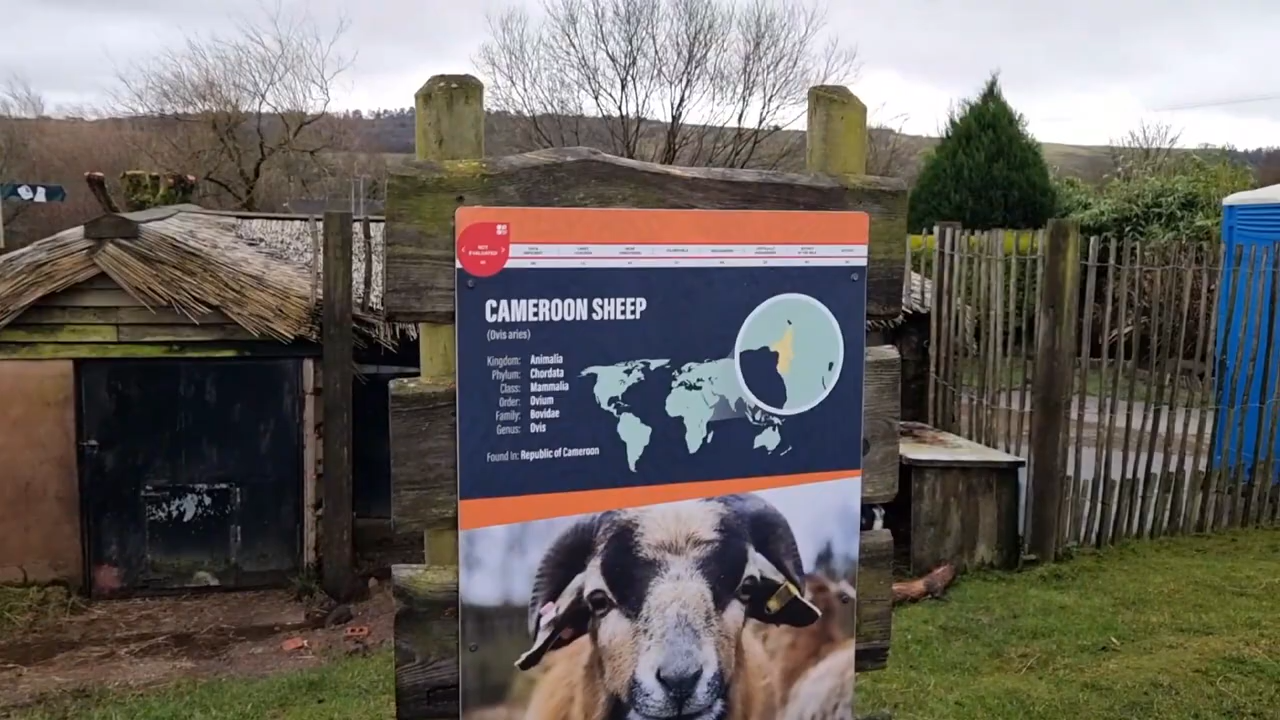 NOT
EVALUATED
CAMEROON SHEEP
(Ovis aries)
Kingdom: Animalia
Phylum: Chordata
Class: Mammalia
Order: Ovium
Family: Bovidae
Genus: Ovis
Found In: Republic of Cameroon